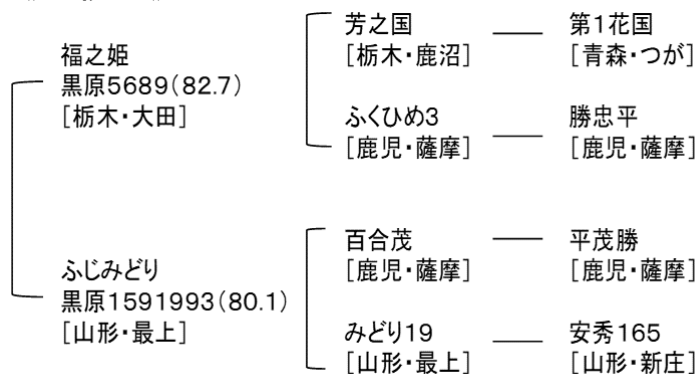 芳之国 第1花国
[栃木・鹿沼] [青森・つが]
福之姫
黒原5689(82.7)
[栃木・大田]
ふくひめ3 勝忠平
[鹿児・薩摩] [鹿児・薩摩]
百合茂 平茂勝
[鹿児・薩摩] [鹿児・薩摩]
ふじみどり
黒原1591993(80.1)
[山形・最上]
みどり19 安秀165
[山形・最上] [山形・新庄]